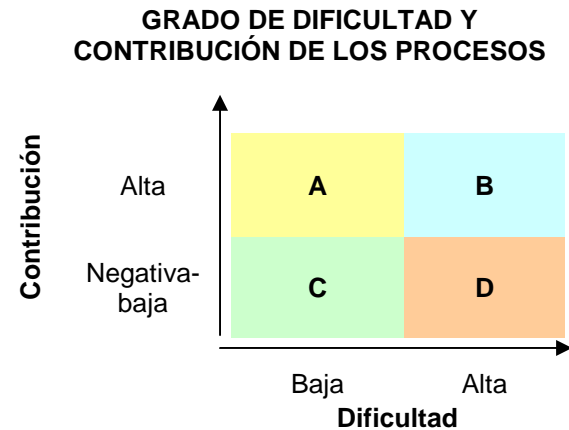 GRADO DE DIFICULTAD Y
CONTRIBUCIÓN DE LOS PROCESOS
Contribución
Alta
A
B
Negativa-
baja
C
D
Baja
Alta
Dificultad